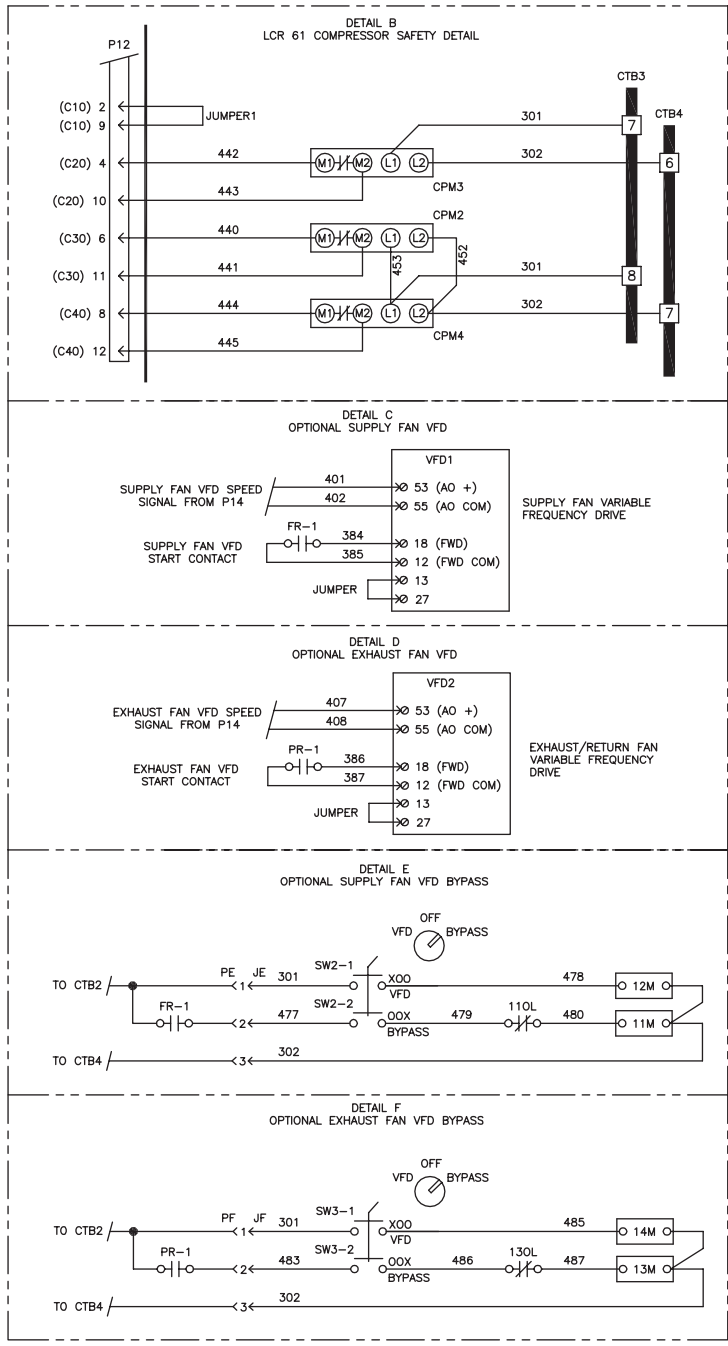 DETAIL B
LCR 61 COMPRESSOR SAFETY DETAIL
P12
CTB3
CTB4
(C10) 2
JUMPER1
(C10) 9
301
7
(C20) 4
442
M1 M2 L1 L2
302
6
CPM3
(C20) 10
443
CPM2
(C30) 6
440
M1 M2 L1 L2
453
452
(C30) 11
441
301
8
(C40) 8
444
M1 M2 L1 L2
302
7
CPM4
(C40) 12
445
DETAIL C
OPTIONAL SUPPLY FAN VFD
VFD1
SUPPLY FAN VFD SPEED
SIGNAL FROM P14
401
53 (AO +)
402
55 (AO COM)
SUPPLY FAN VARIABLE
FREQUENCY DRIVE
FR-1
SUPPLY FAN VFD
START CONTACT
384
18 (FWD)
385
12 (FWD COM)
JUMPER
13
27
DETAIL D
OPTIONAL EXHAUST FAN VFD
VFD2
EXHAUST FAN VFD SPEED
SIGNAL FROM P14
407
53 (AO +)
408
55 (AO COM)
EXHAUST/RETURN FAN
VARIABLE FREQUENCY
DRIVE
PR-1
EXHAUST FAN VFD
START CONTACT
386
18 (FWD)
387
12 (FWD COM)
JUMPER
13
27
DETAIL E
OPTIONAL SUPPLY FAN VFD BYPASS
OFF
VFD BYPASS
TO CTB2
PE JE
1
301
SW2-1
XOO
VFD
478
12M
FR-1
2
477
SW2-2
OOX
BYPASS
479
11OL
480
11M
TO CTB4
3
302
DETAIL F
OPTIONAL EXHAUST FAN VFD BYPASS
OFF
VFD BYPASS
TO CTB2
PF JF
1
301
SW3-1
XOO
VFD
485
14M
PR-1
2
483
SW3-2
OOX
BYPASS
486
13OL
487
13M
TO CTB4
3
302